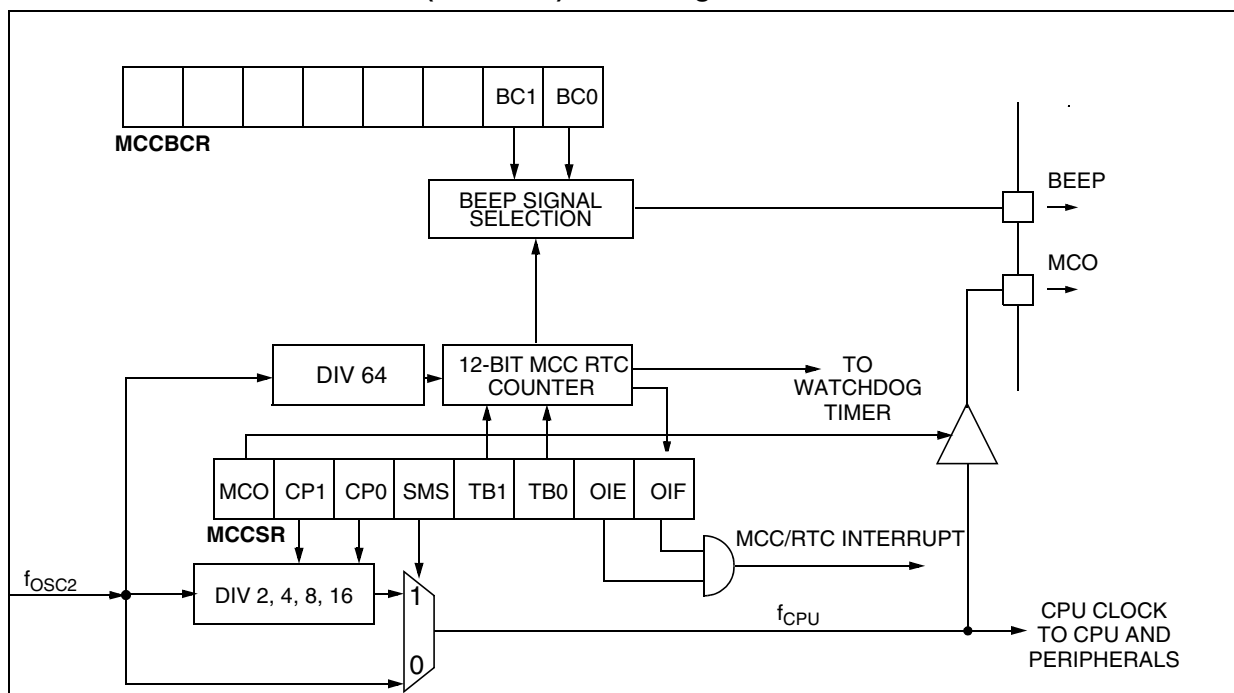 BC1 BC0
MCCBCR
BEEP SIGNAL
SELECTION
BEEP
MCO
DIV 64
12-BIT MCC RTC
COUNTER
TO
WATCHDOG
TIMER
MCO CP1 CP0 SMS TB1 TB0 OIE OIF
MCCSR
MCC/RTC INTERRUPT
fOSC2
DIV 2, 4, 8, 16
1
0
fCPU
CPU CLOCK
TO CPU AND
PERIPHERALS